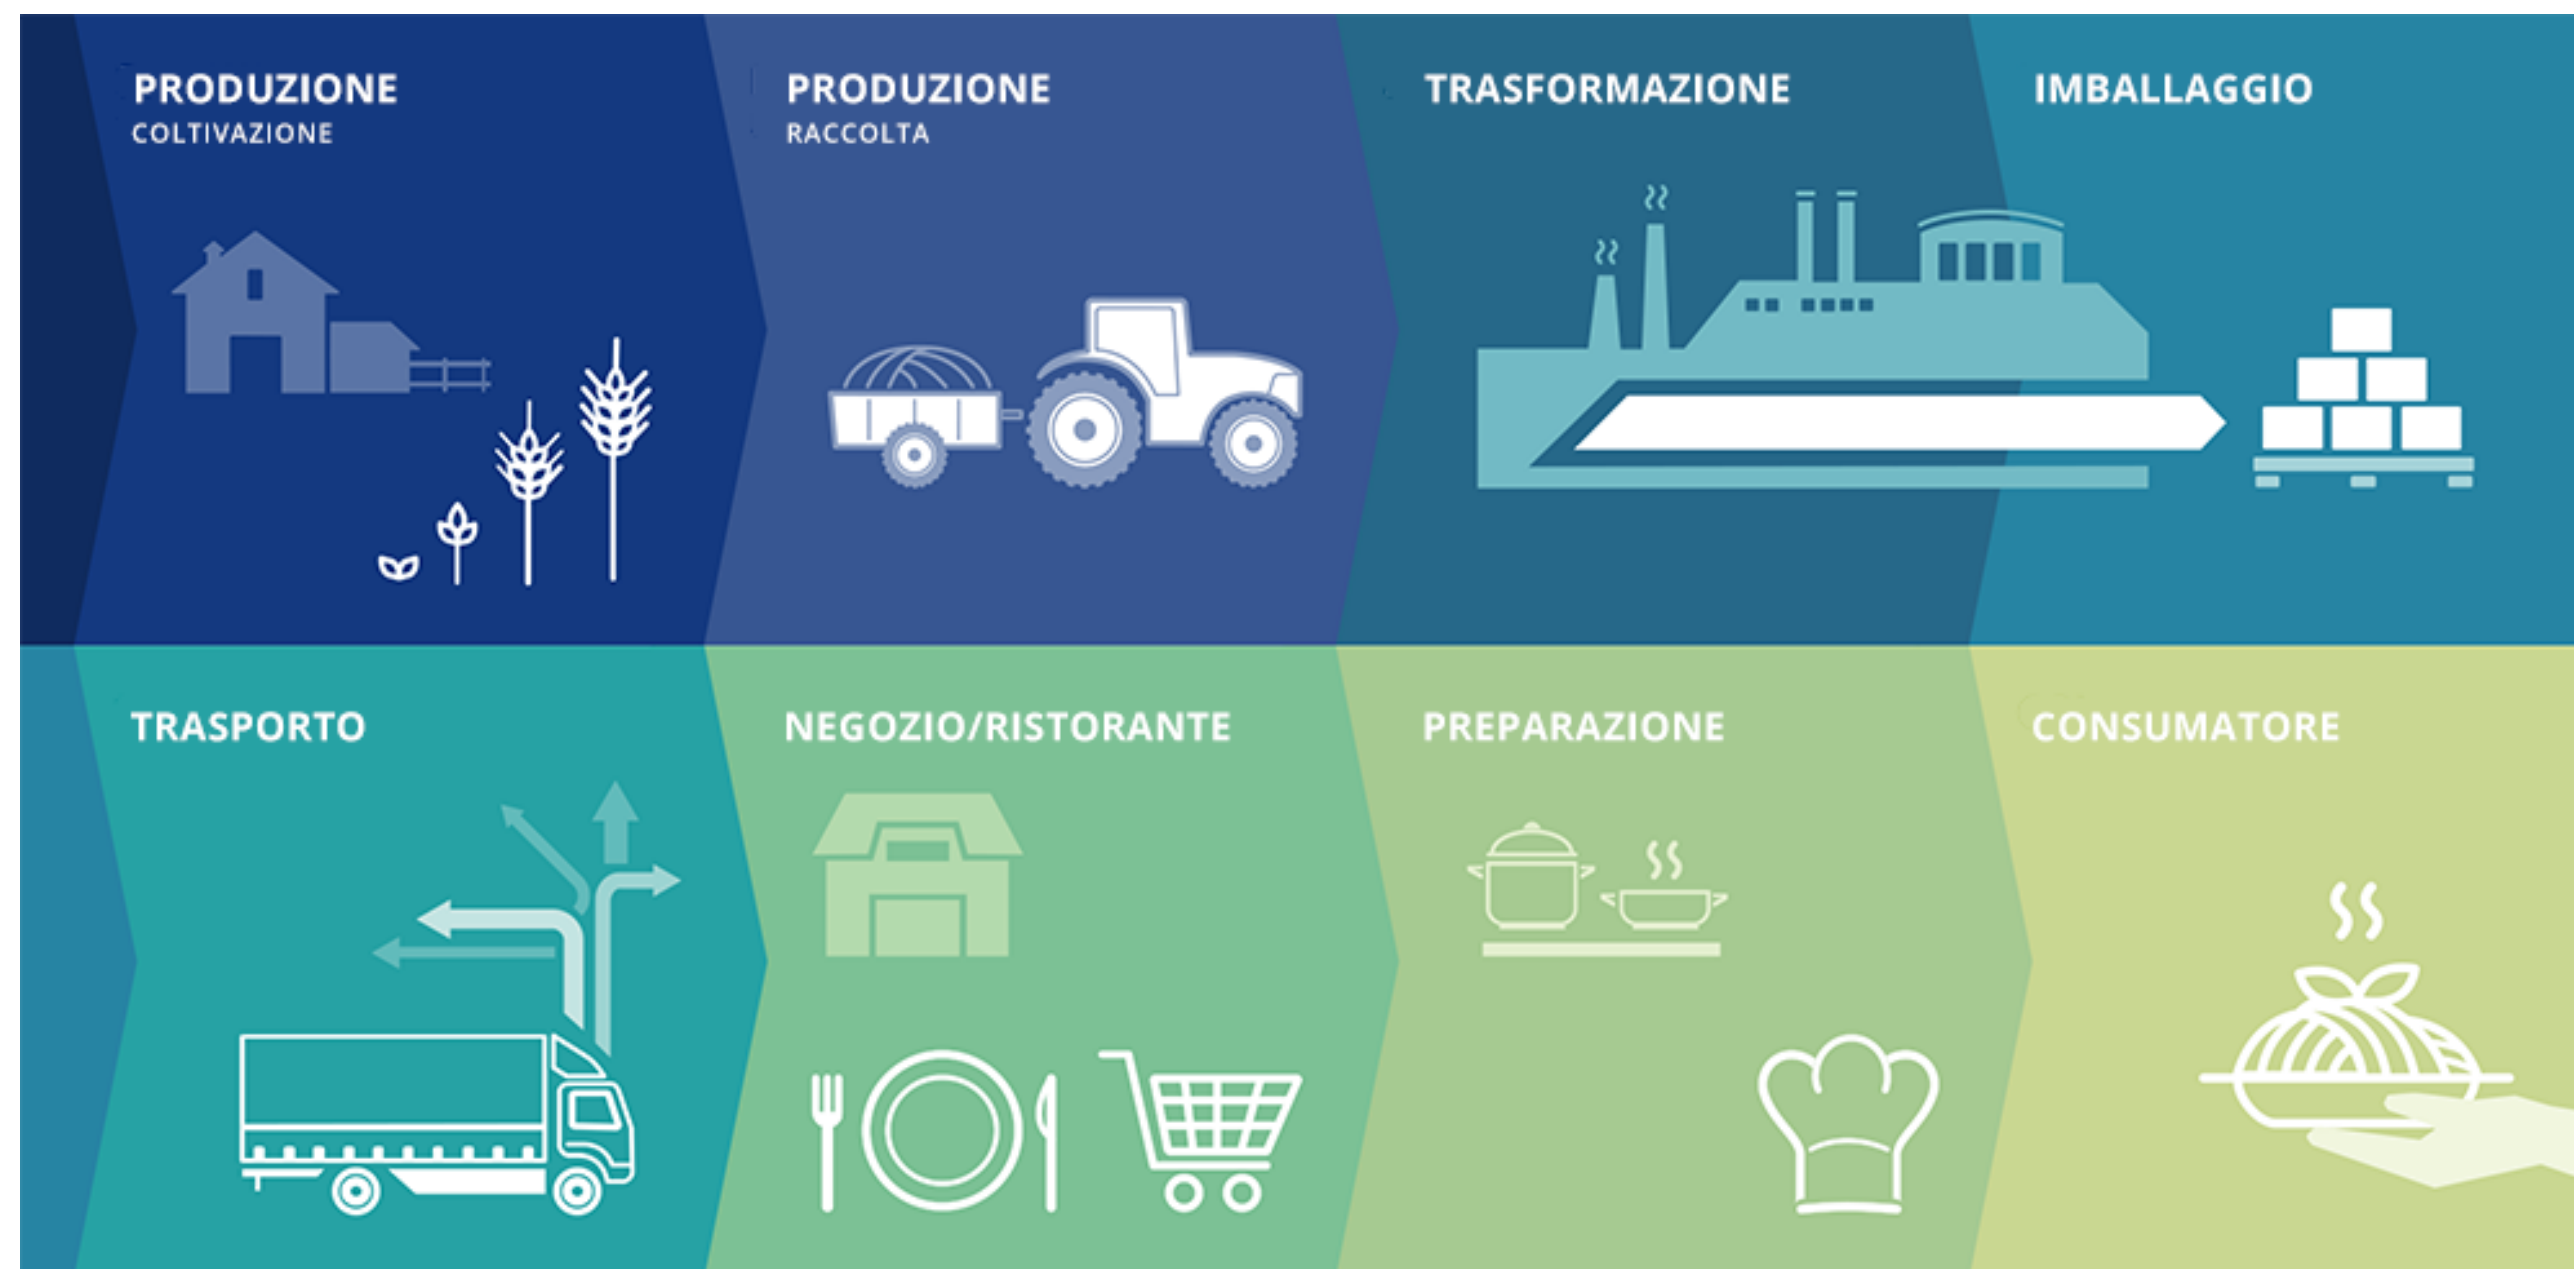 PRODUZIONE
COLTIVAZIONE
PRODUZIONE
RACCOLTA
TRASFORMAZIONE
IMBALLAGGIO
TRASPORTO
NEGOZIO/RISTORANTE
PREPARAZIONE
CONSUMATORE